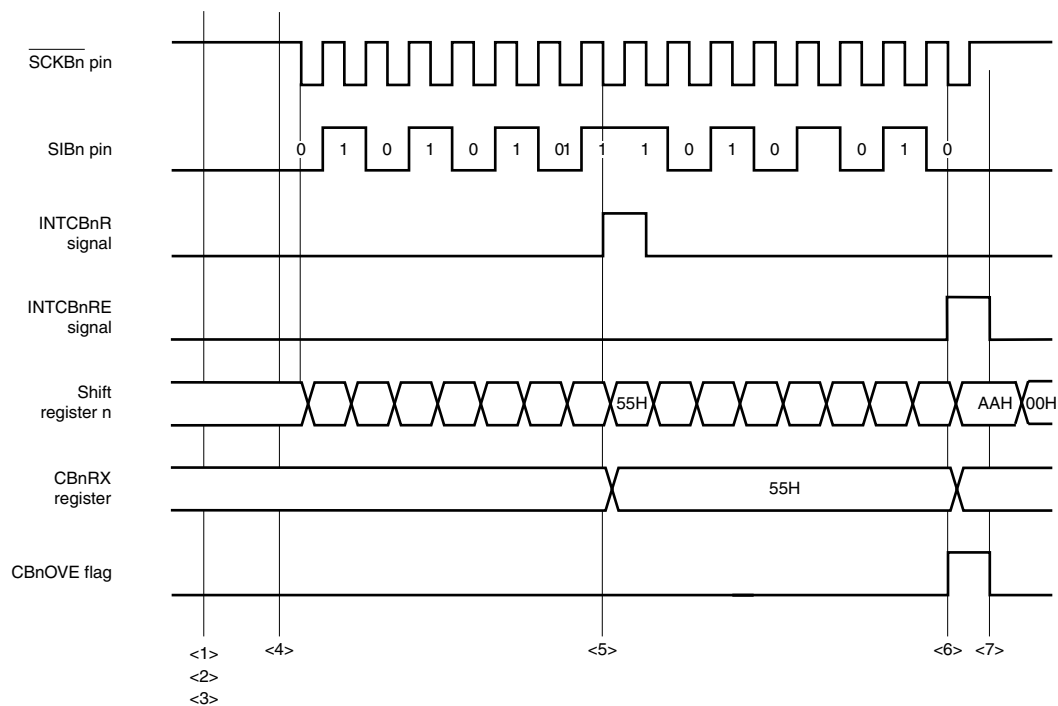 SCKBn pin
SIBn pin
0 1 0 1 0 1 01 1 1 0 1 0 0 1 0
INTCBnR
signal
INTCBnRE
signal
Shift
register n
55H AAH 00H
CBnRX
register
55H
CBnOVE flag
<1> <4> <5> <6> <7>
<2>
<3>